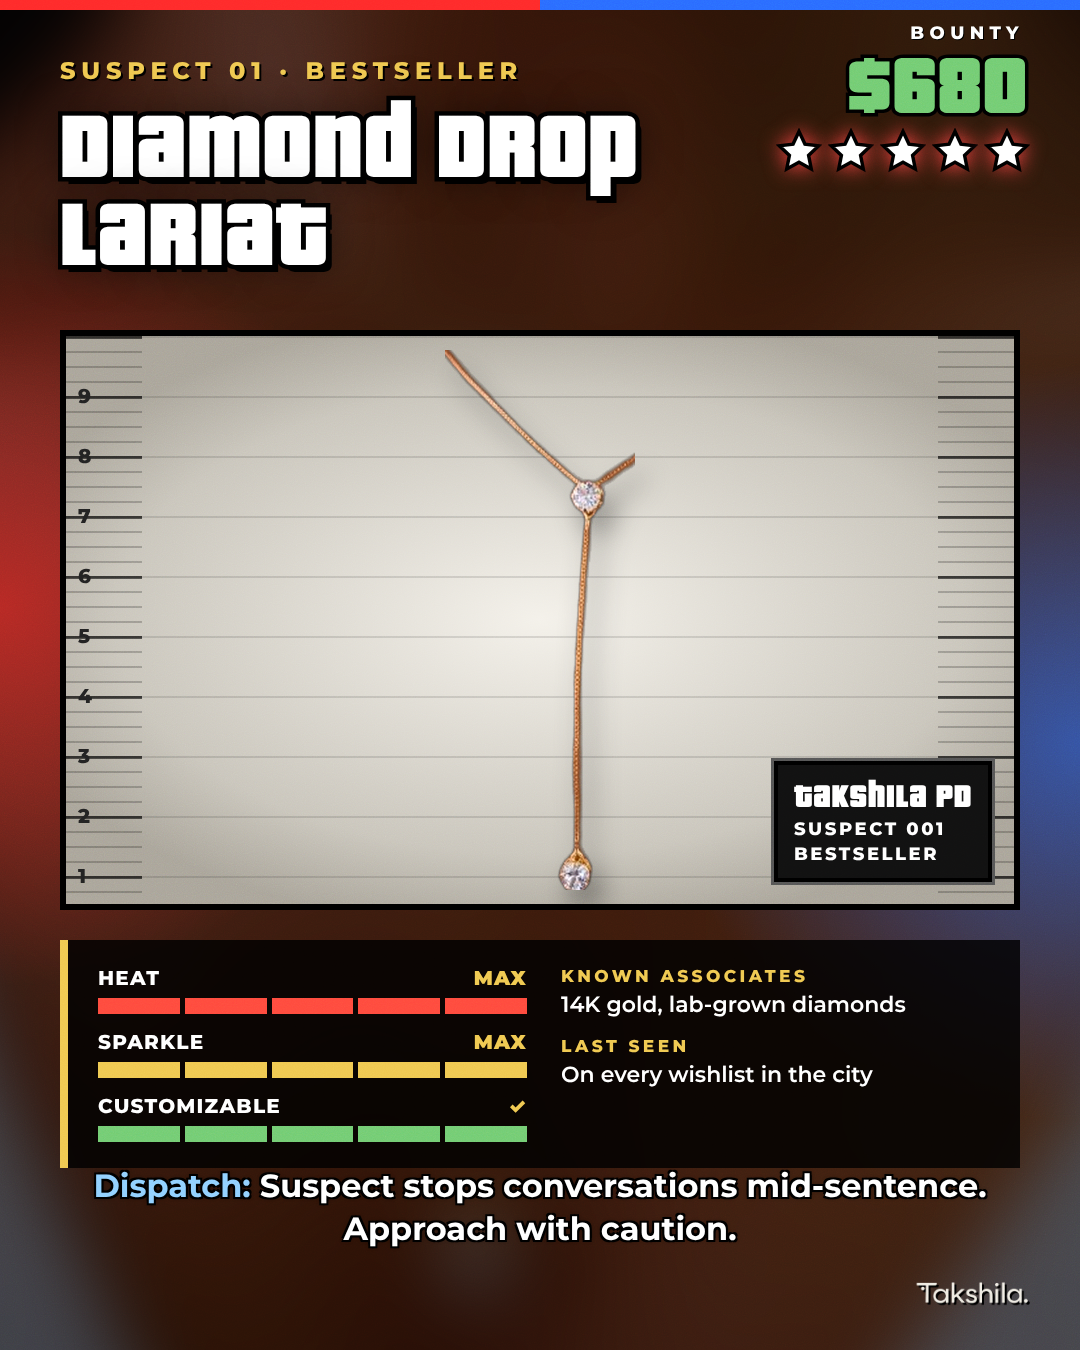 BOUNTY
$680
SUSPECT 01 · BESTSELLER
Diamond Drop
Lariat
9
8
7
6
5
4
3
2
1
Takshila PD
SUSPECT 001
BESTSELLER
HEAT MAX
SPARKLE MAX
CUSTOMIZABLE ✓
KNOWN ASSOCIATES
14K gold, lab-grown diamonds
LAST SEEN
On every wishlist in the city
Dispatch: Suspect stops conversations mid-sentence.
Approach with caution.
Takshila.